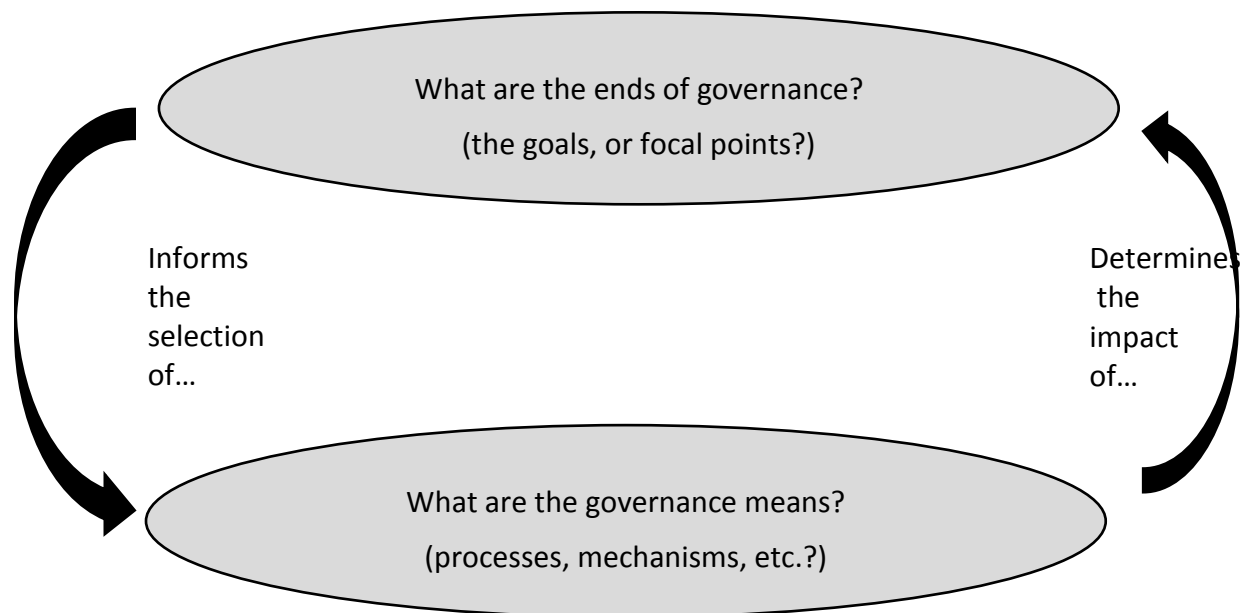 What are the ends of governance?
(the goals, or focal points?)
Informs
the
selection
of…
Determines
the
impact
of…
What are the governance means?
(processes, mechanisms, etc.?)